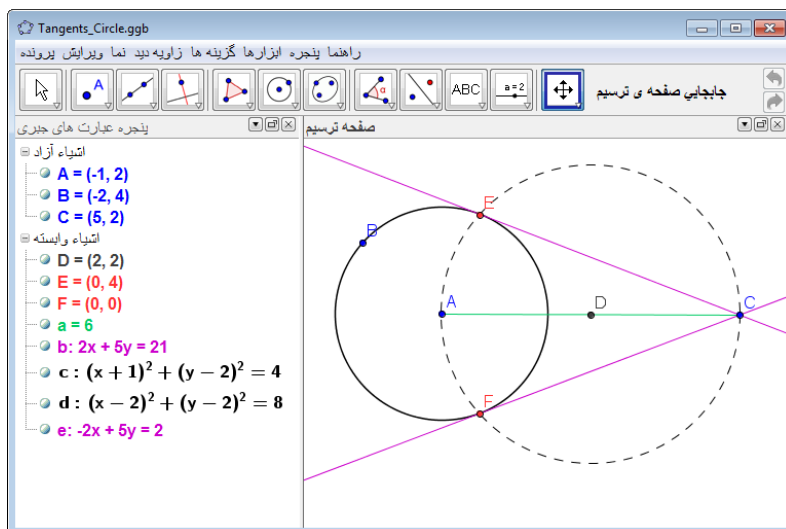 Tangents_Circle.ggb
پرونده ویرایش نما زاویه دید گزینه ها ابزارها پنجره راهنما
A
α
ABC
a=2
جابجایي صفحه ی ترسیم
پنجره عبارت های جبری
اشیاء آزاد
A = (-1, 2)
B = (-2, 4)
C = (5, 2)
اشیاء وابسته
D = (2, 2)
E = (0, 4)
F = (0, 0)
a = 6
b: 2x + 5y = 21
c : (x + 1)² + (y − 2)² = 4
d : (x − 2)² + (y − 2)² = 8
e: -2x + 5y = 2
صفحه ترسیم
E
B
A
D
C
F